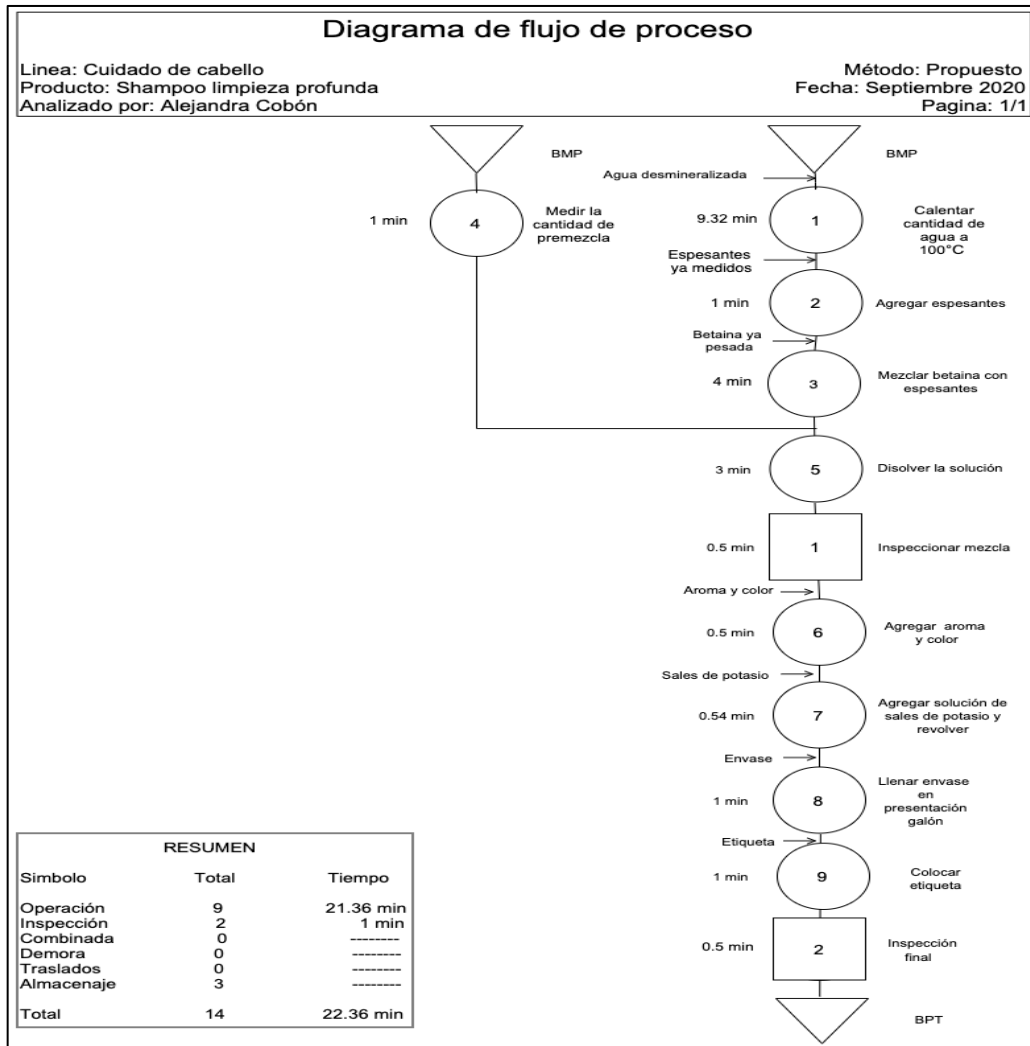 Diagrama de flujo de proceso
Linea: Cuidado de cabello
Método: Propuesto
Producto: Shampoo limpieza profunda
Fecha: Septiembre 2020
Analizado por: Alejandra Cobón
Pagina: 1/1
BMP
BMP
Agua desmineralizada
1 min
4
Medir la
cantidad de
premezcla
9.32 min
1
Calentar
cantidad de
agua a
100°C
Espesantes
ya medidos
1 min
2
Agregar espesantes
Betaina ya
pesada
4 min
3
Mezclar betaina con
espesantes
3 min
5
Disolver la solución
0.5 min
1
Inspeccionar mezcla
Aroma y color
0.5 min
6
Agregar aroma
y color
Sales de potasio
0.54 min
7
Agregar solución de
sales de potasio y
revolver
Envase
1 min
8
Llenar envase
en
presentación
galón
Etiqueta
1 min
9
Colocar
etiqueta
0.5 min
2
Inspección
final
BPT
RESUMEN
Simbolo Total Tiempo
Operación 9 21.36 min
Inspección 2 1 min
Combinada 0 --------
Demora 0 --------
Traslados 0 --------
Almacenaje 3 --------
Total 14 22.36 min